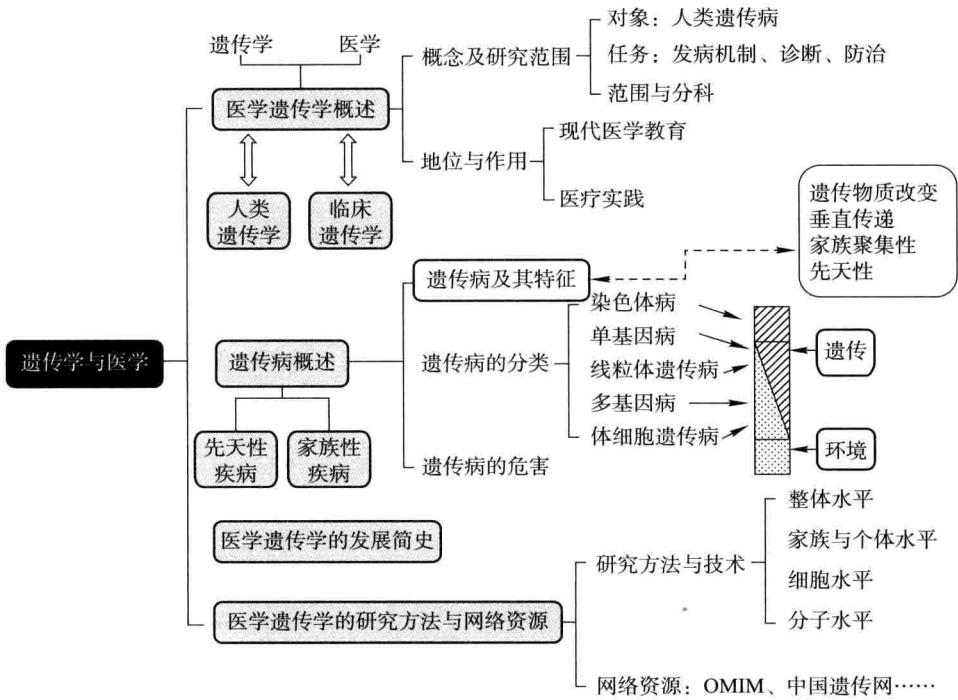 遗传学
医学
医学遗传学概述
人类
遗传学
临床
遗传学
概念及研究范围
对象：人类遗传病
任务：发病机制、诊断、防治
范围与分科
地位与作用
现代医学教育
医疗实践
遗传学与医学
遗传病概述
先天性
疾病
家族性
疾病
遗传病及其特征
遗传物质改变
垂直传递
家族聚集性
先天性
遗传病的分类
染色体病
单基因病
线粒体遗传病
多基因病
体细胞遗传病
遗传
环境
遗传病的危害
医学遗传学的发展简史
医学遗传学的研究方法与网络资源
研究方法与技术
整体水平
家族与个体水平
细胞水平
分子水平
网络资源：OMIM、中国遗传网……